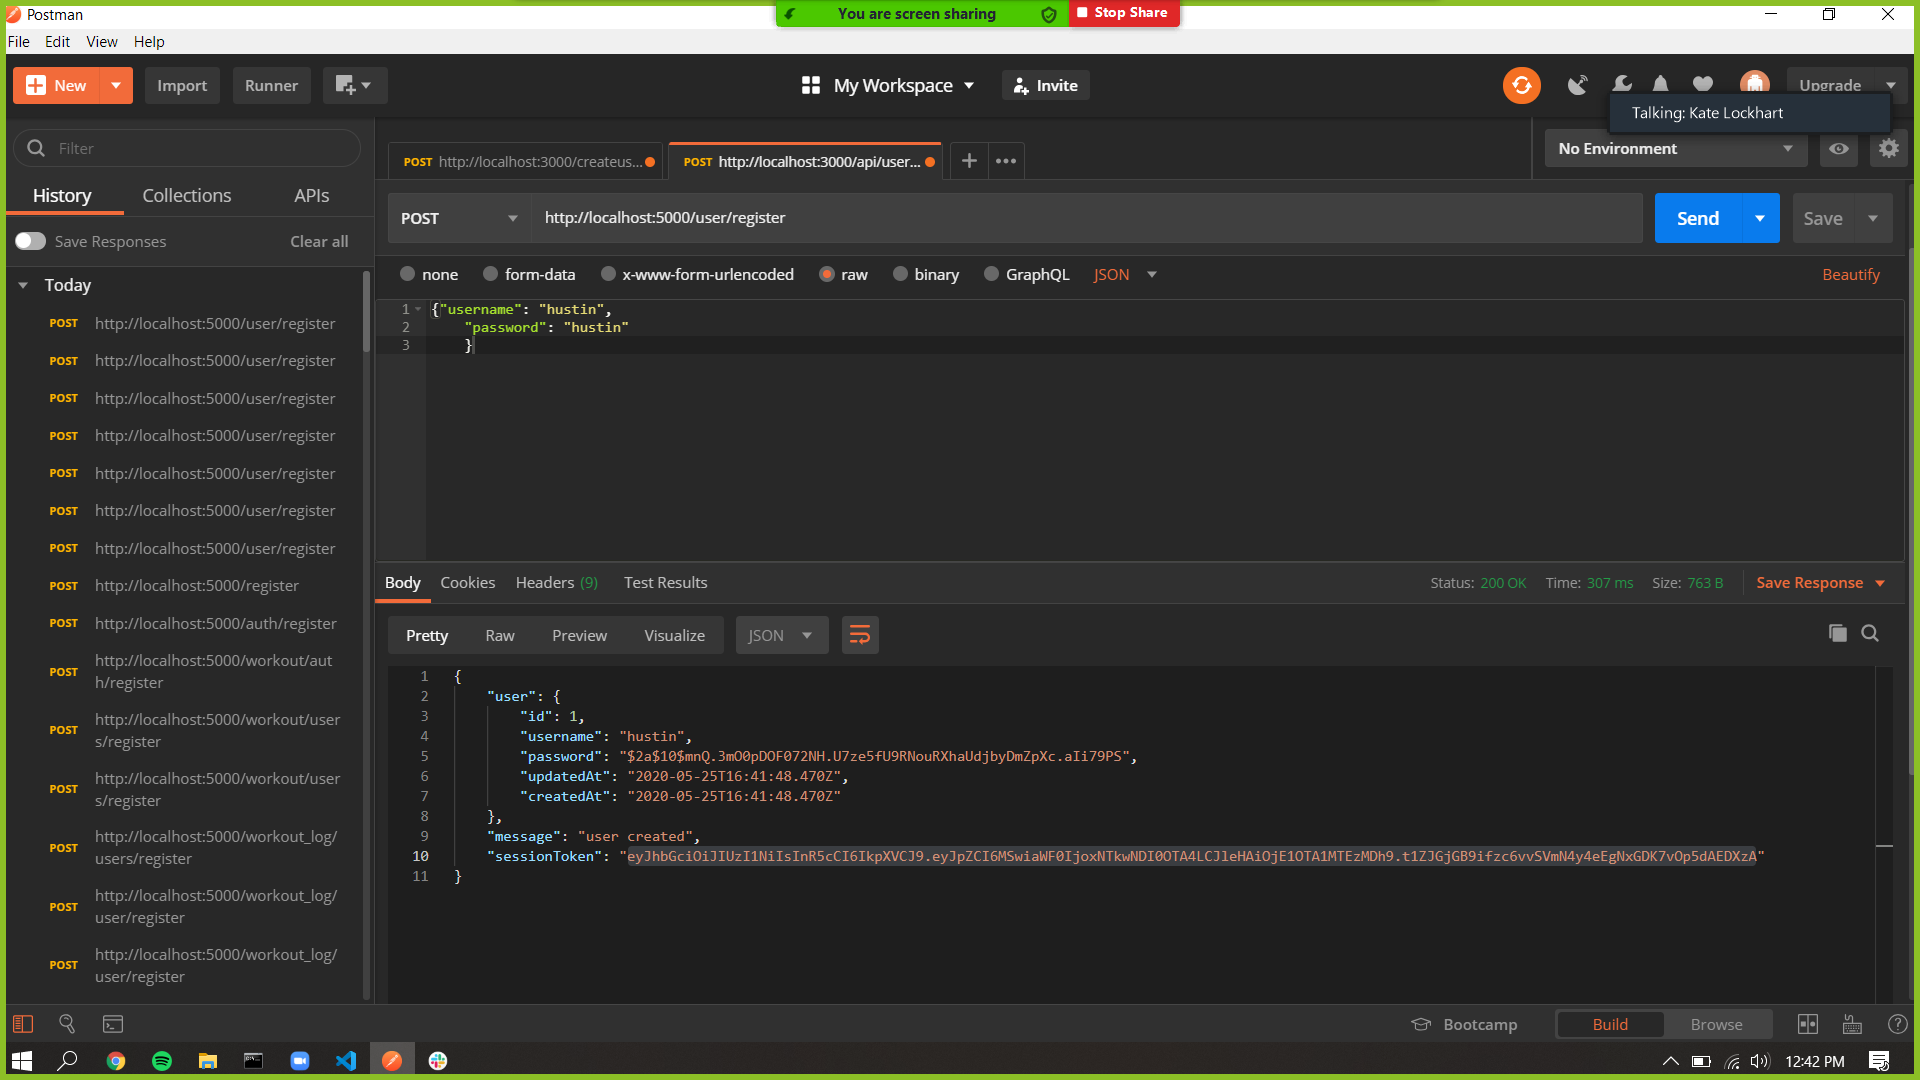 Postman
You are screen sharing
Stop Share
File Edit View Help
New
Import
Runner
My Workspace
Invite
Upgrade
Talking: Kate Lockhart
Filter
History
Collections
APIs
Save Responses
Clear all
Today
POST http://localhost:5000/user/register
POST http://localhost:5000/user/register
POST http://localhost:5000/user/register
POST http://localhost:5000/user/register
POST http://localhost:5000/user/register
POST http://localhost:5000/user/register
POST http://localhost:5000/user/register
POST http://localhost:5000/register
POST http://localhost:5000/auth/register
POST http://localhost:5000/workout/aut
h/register
POST http://localhost:5000/workout/user
s/register
POST http://localhost:5000/workout/user
s/register
POST http://localhost:5000/workout_log/
users/register
POST http://localhost:5000/workout_log/
user/register
POST http://localhost:5000/workout_log/
user/register
POST http://localhost:3000/createus...
POST http://localhost:3000/api/user...
No Environment
POST http://localhost:5000/user/register
Send
Save
none form-data x-www-form-urlencoded raw binary GraphQL JSON
Beautify
1 {"username": "hustin",
2 "password": "hustin"
3 }
Body Cookies Headers (9) Test Results
Status: 200 OK Time: 307 ms Size: 763 B
Save Response
Pretty Raw Preview Visualize JSON
1 {
2 "user": {
3 "id": 1,
4 "username": "hustin",
5 "password": "$2a$10$mnQ.3mO0pDOF072NH.U7ze5fU9RNouRXhaUdjbyDmZpXc.aIi79PS",
6 "updatedAt": "2020-05-25T16:41:48.470Z",
7 "createdAt": "2020-05-25T16:41:48.470Z"
8 },
9 "message": "user created",
10 "sessionToken": "eyJhbGciOiJIUzI1NiIsInR5cCI6IkpXVCJ9.eyJpZCI6MSwiaWF0IjoxNTkwNDI0OTA4LCJleHAiOjE1OTA1MTEzMDh9.t1ZJGjGB9ifzc6vvSVmN4y4eEgNxGDK7vOp5dAEDXzA"
11 }
Bootcamp
Build
Browse
12:42 PM